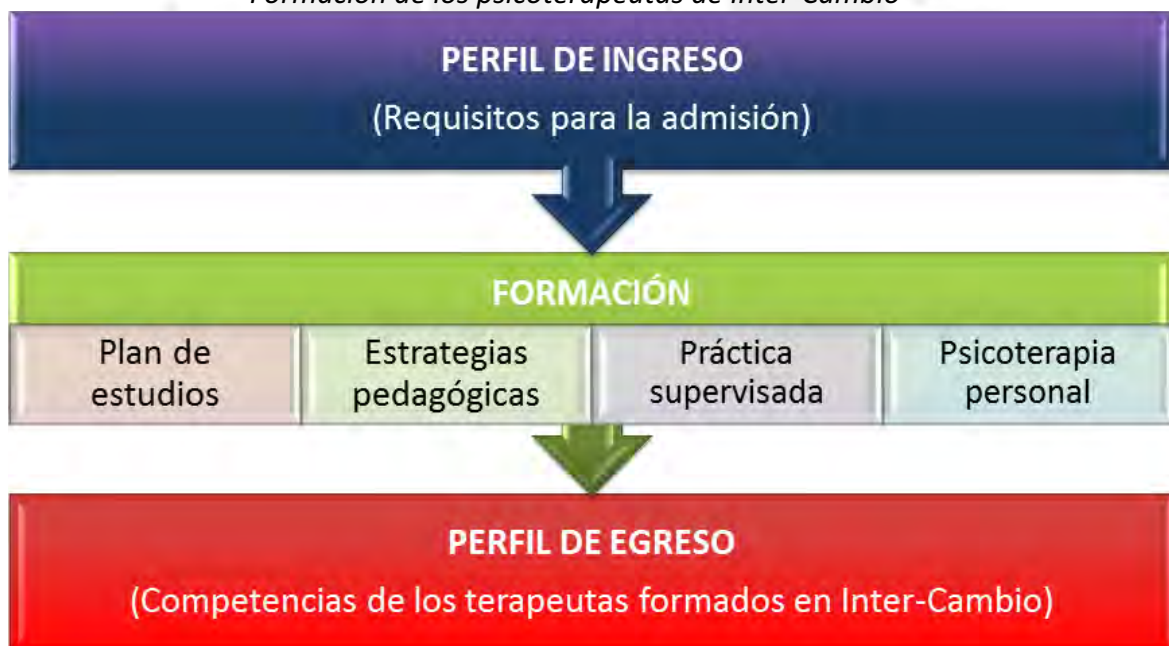 Formación de los psicoterapeutas de Inter-Cambio
PERFIL DE INGRESO
(Requisitos para la admisión)
FORMACIÓN
Plan de
estudios
Estrategias
pedagógicas
Práctica
supervisada
Psicoterapia
personal
PERFIL DE EGRESO
(Competencias de los terapeutas formados en Inter-Cambio)